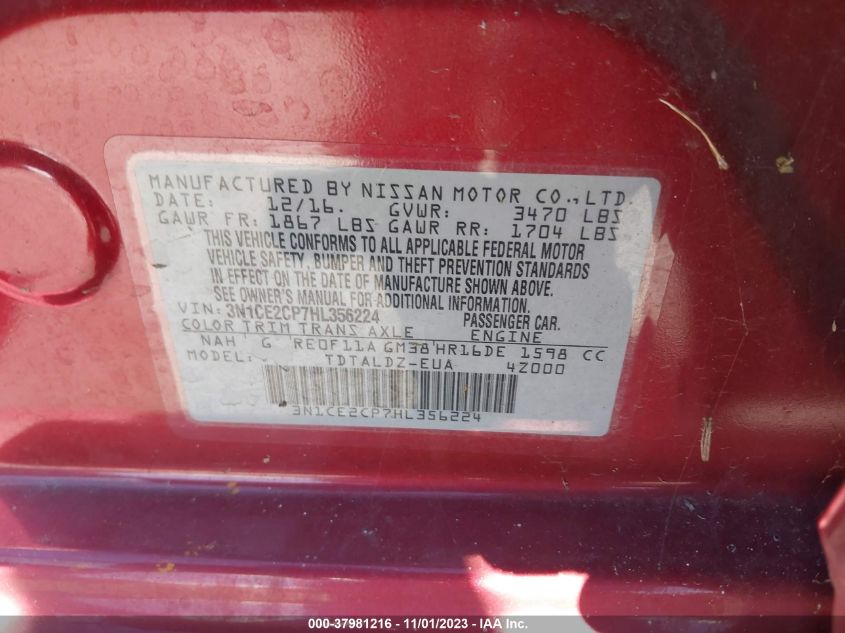 MANUFACTURED BY NISSAN MOTOR CO.,LTD.
DATE: 12/16. GVWR: 3470 LBS
GAWR FR: 1867 LBS GAWR RR: 1704 LBS
THIS VEHICLE CONFORMS TO ALL APPLICABLE FEDERAL MOTOR
VEHICLE SAFETY, BUMPER AND THEFT PREVENTION STANDARDS
IN EFFECT ON THE DATE OF MANUFACTURE SHOWN ABOVE.
SEE OWNER'S MANUAL FOR ADDITIONAL INFORMATION.
VIN: 3N1CE2CP7HL356224 PASSENGER CAR.
COLOR TRIM TRANS AXLE ENGINE
NAH G RE0F11A GM38 HR16DE 1598 CC
MODEL: TDTALDZ-EUA 4Z000
3N1CE2CP7HL356224
000-37981216 - 11/01/2023 - IAA Inc.